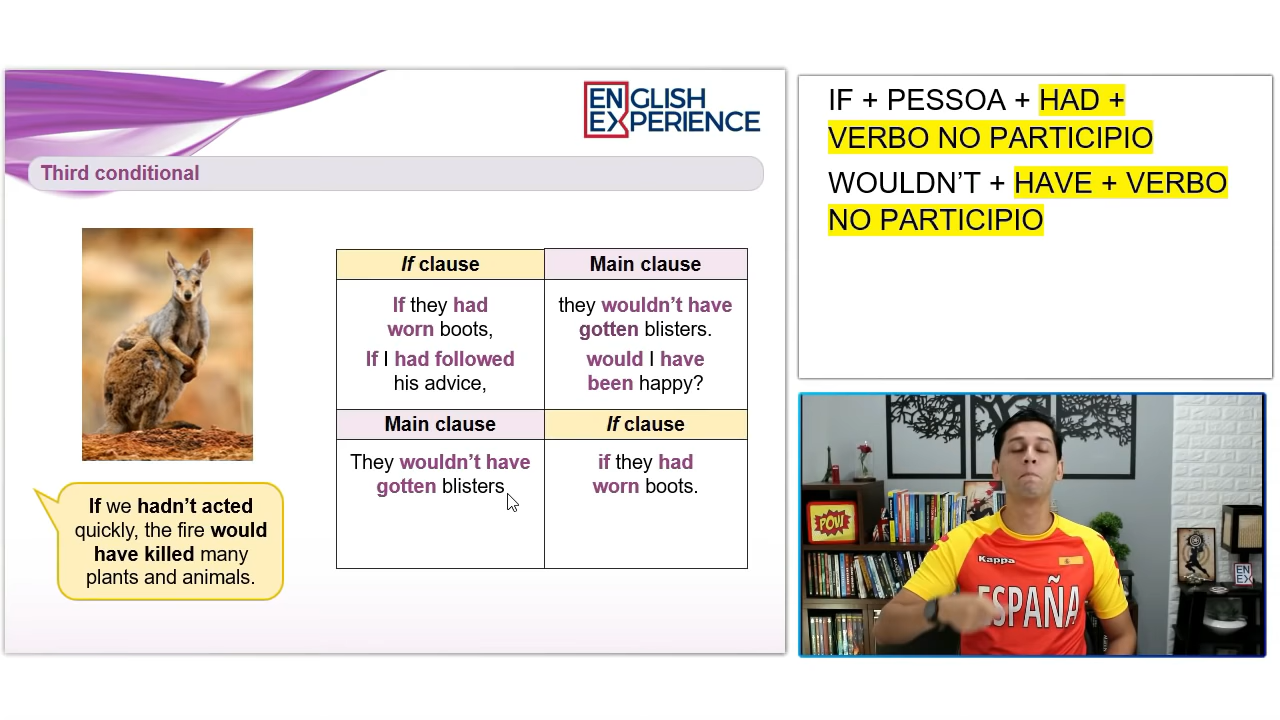 ENGLISH
EXPERIENCE
Third conditional
If clause
Main clause
If they had
worn boots,
If I had followed
his advice,
they wouldn’t have
gotten blisters.
would I have
been happy?
Main clause
If clause
They wouldn’t have
gotten blisters
if they had
worn boots.
If we hadn’t acted
quickly, the fire would
have killed many
plants and animals.
IF + PESSOA + HAD +
VERBO NO PARTICIPIO
WOULDN’T + HAVE + VERBO
NO PARTICIPIO
POW!
Kappa
ESPAÑA
EN
EX